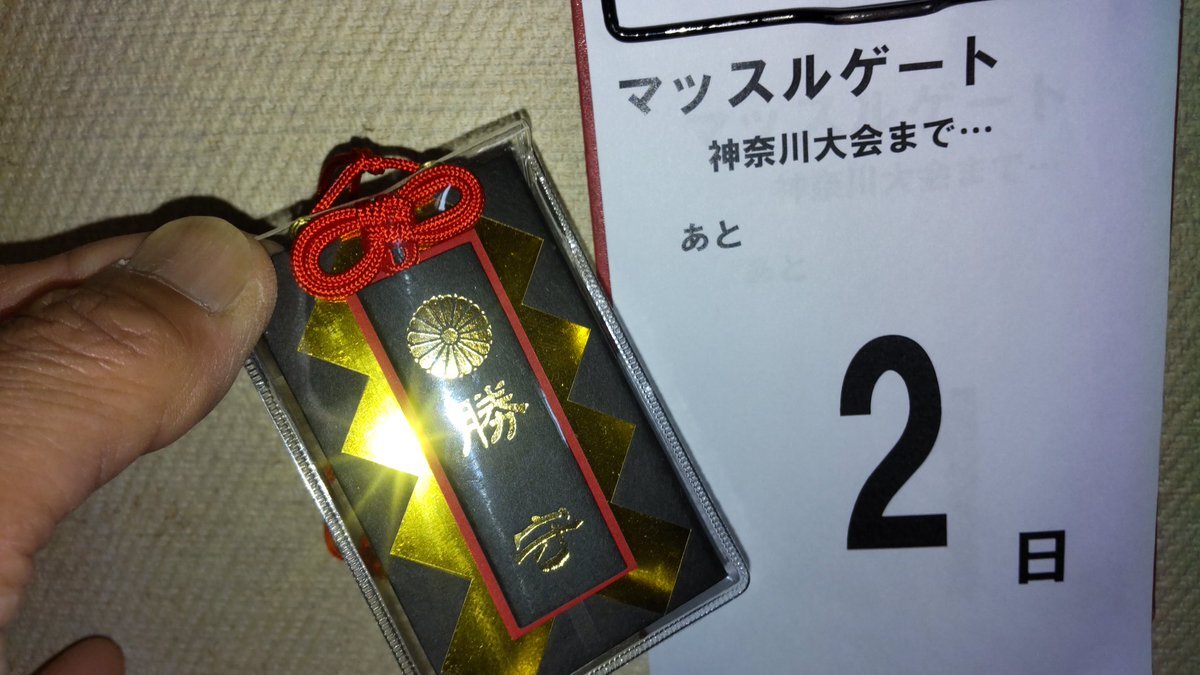 マッスルゲート
神奈川大会まで…
あと
2日
勝
守